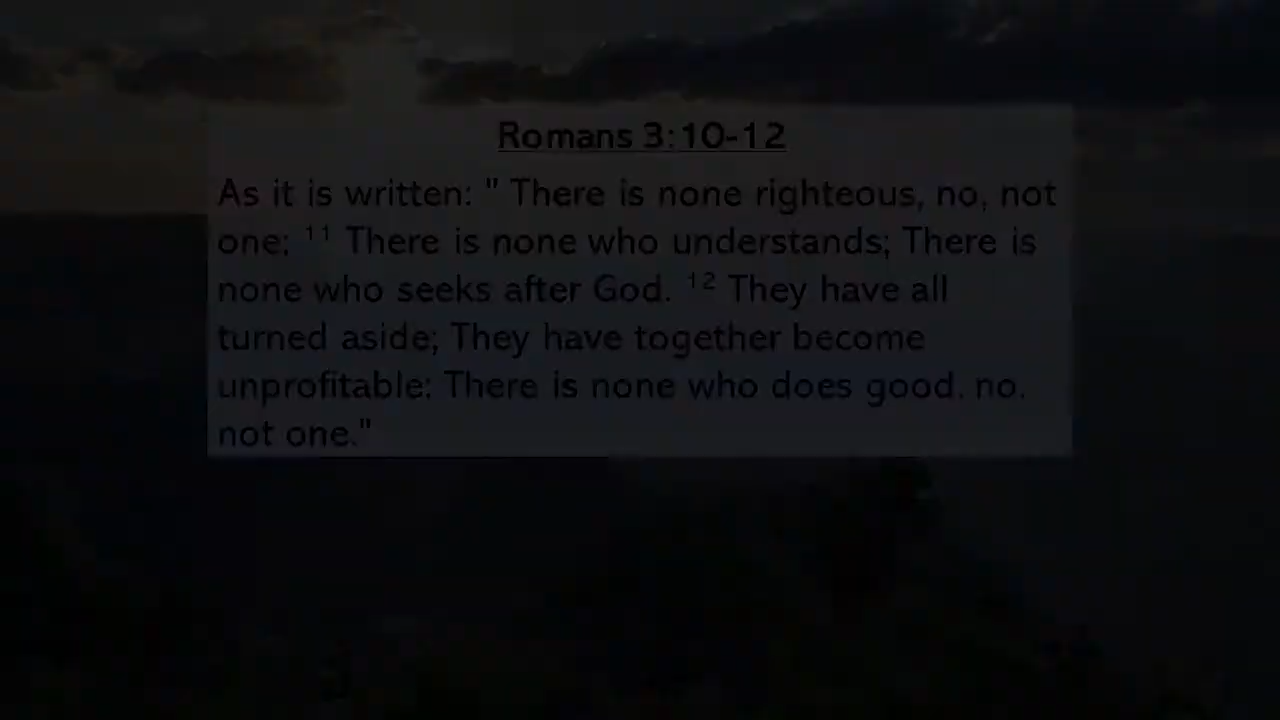 Romans 3:10-12
As it is written: " There is none righteous, no, not
one; ¹¹ There is none who understands; There is
none who seeks after God. ¹² They have all
turned aside; They have together become
unprofitable; There is none who does good, no,
not one."